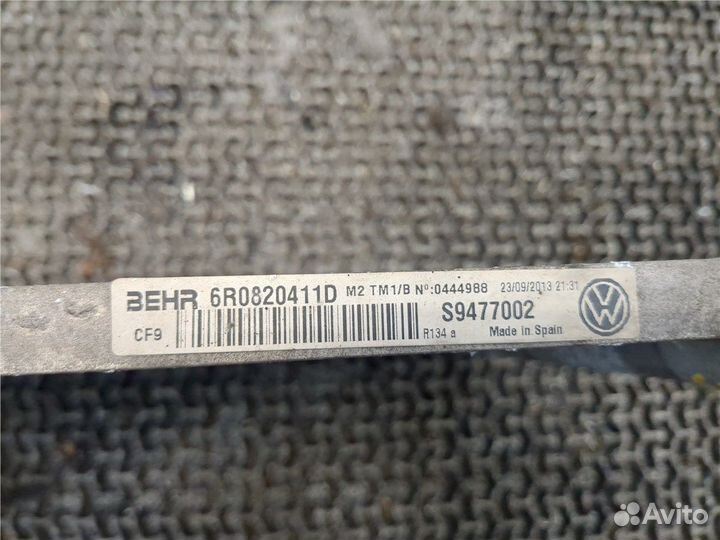 BEHR 6R0820411D M2 TM1/B Nº:0444988 23/09/2013 21:31
CF9 S9477002
R134 a Made in Spain
Avito